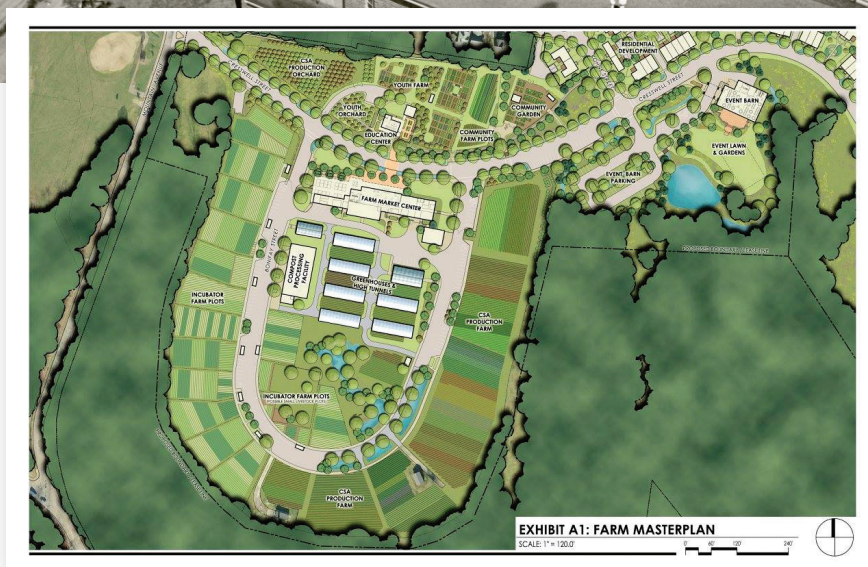 CSA
PRODUCTION
ORCHARD
CRESSWELL STREET
YOUTH FARM
YOUTH
ORCHARD
EDUCATION
CENTER
COMMUNITY
FARM PLOTS
COMMUNITY
GARDEN
RESIDENTIAL
DEVELOPMENT
CRESSWELL STREET
EVENT BARN
EVENT LAWN
& GARDENS
EVENT BARN
PARKING
FARM MARKET CENTER
COMPOST
PROCESSING
FACILITY
GREENHOUSES &
HIGH TUNNELS
INCUBATOR
FARM PLOTS
CSA
PRODUCTION
FARM
INCUBATOR FARM PLOTS
CSA
PRODUCTION
FARM
EXHIBIT A1: FARM MASTERPLAN
SCALE: 1" = 120.0'
0' 60' 120' 240'